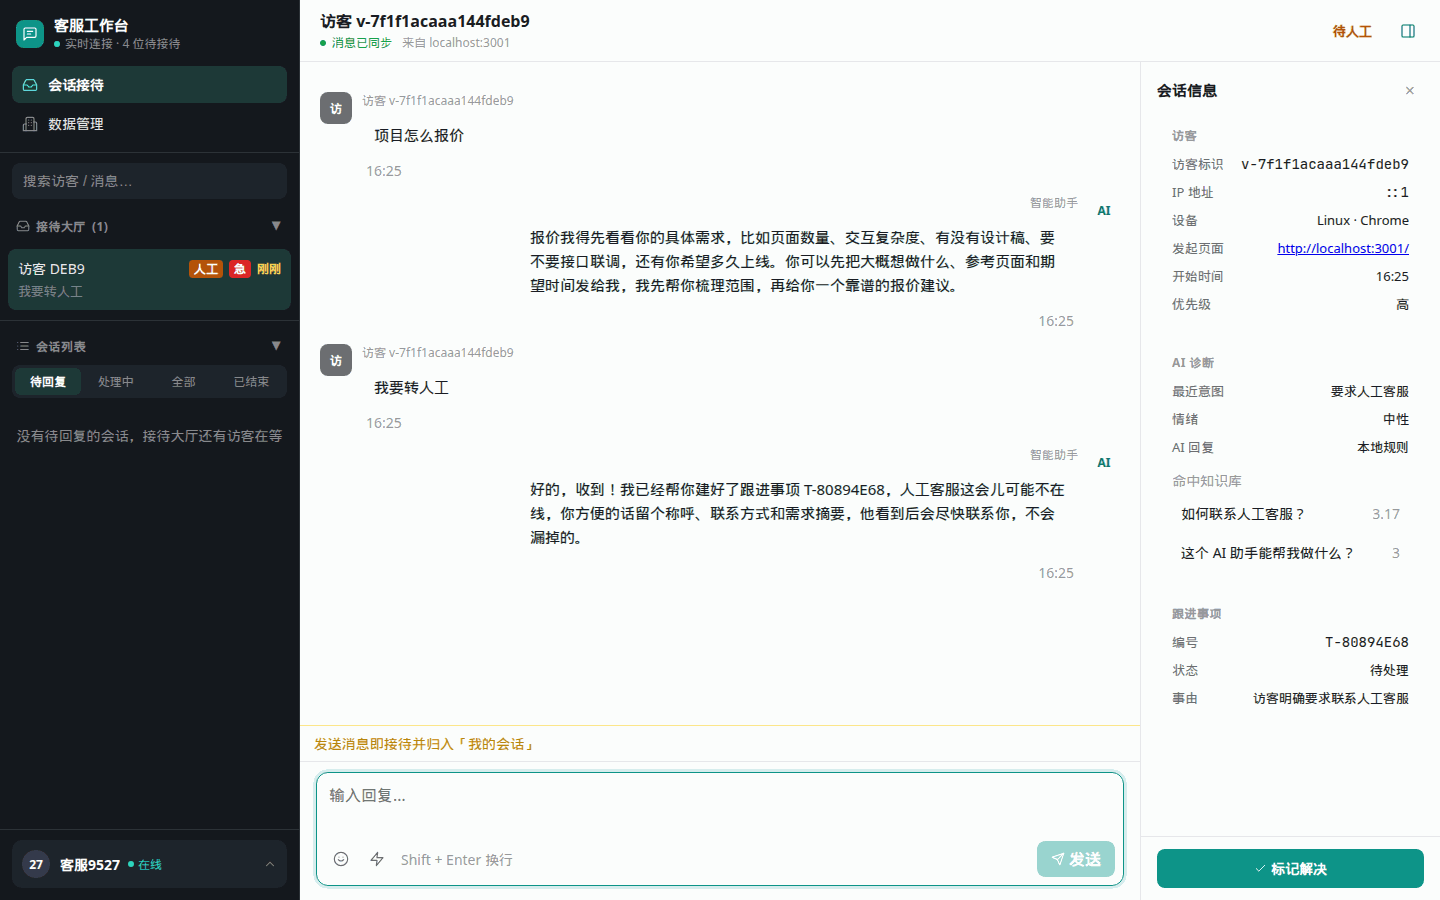 客服工作台
实时连接 · 4 位待接待
会话接待
数据管理
搜索访客 / 消息...
接待大厅 (1)
▼
访客 DEB9
人工
急
刚刚
我要转人工
会话列表
▼
待回复
处理中
全部
已结束
没有待回复的会话，接待大厅还有访客在等
27
客服9527
在线
访客 v-7f1f1acaaa144fdeb9
消息已同步
来自 localhost:3001
待人工
访
访客 v-7f1f1acaaa144fdeb9
项目怎么报价
16:25
智能助手
AI
报价我得先看看你的具体需求，比如页面数量、交互复杂度、有没有设计稿、要
不要接口联调，还有你希望多久上线。你可以先把大概想做什么、参考页面和期
望时间发给我，我先帮你梳理范围，再给你一个靠谱的报价建议。
16:25
访
访客 v-7f1f1acaaa144fdeb9
我要转人工
16:25
智能助手
AI
好的，收到！我已经帮你建好了跟进事项 T-80894E68，人工客服这会儿可能不在
线，你方便的话留个称呼、联系方式和需求摘要，他看到后会尽快联系你，不会
漏掉的。
16:25
发送消息即接待并归入「我的会话」
输入回复...
Shift + Enter 换行
发送
会话信息
×
访客
访客标识 v-7f1f1acaaa144fdeb9
IP 地址 ::1
设备 Linux · Chrome
发起页面 http://localhost:3001/
开始时间 16:25
优先级 高
AI 诊断
最近意图 要求人工客服
情绪 中性
AI 回复 本地规则
命中知识库
如何联系人工客服？ 3.17
这个 AI 助手能帮我做什么？ 3
跟进事项
编号 T-80894E68
状态 待处理
事由 访客明确要求联系人工客服
标记解决